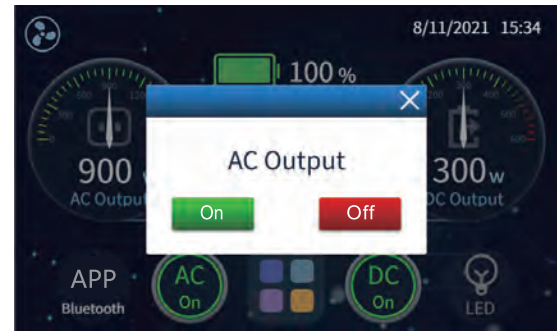 8/11/2021 15:34
100 %
AC Output
On Off
900 300 w
AC Output DC Output
APP AC DC
Bluetooth On On LED